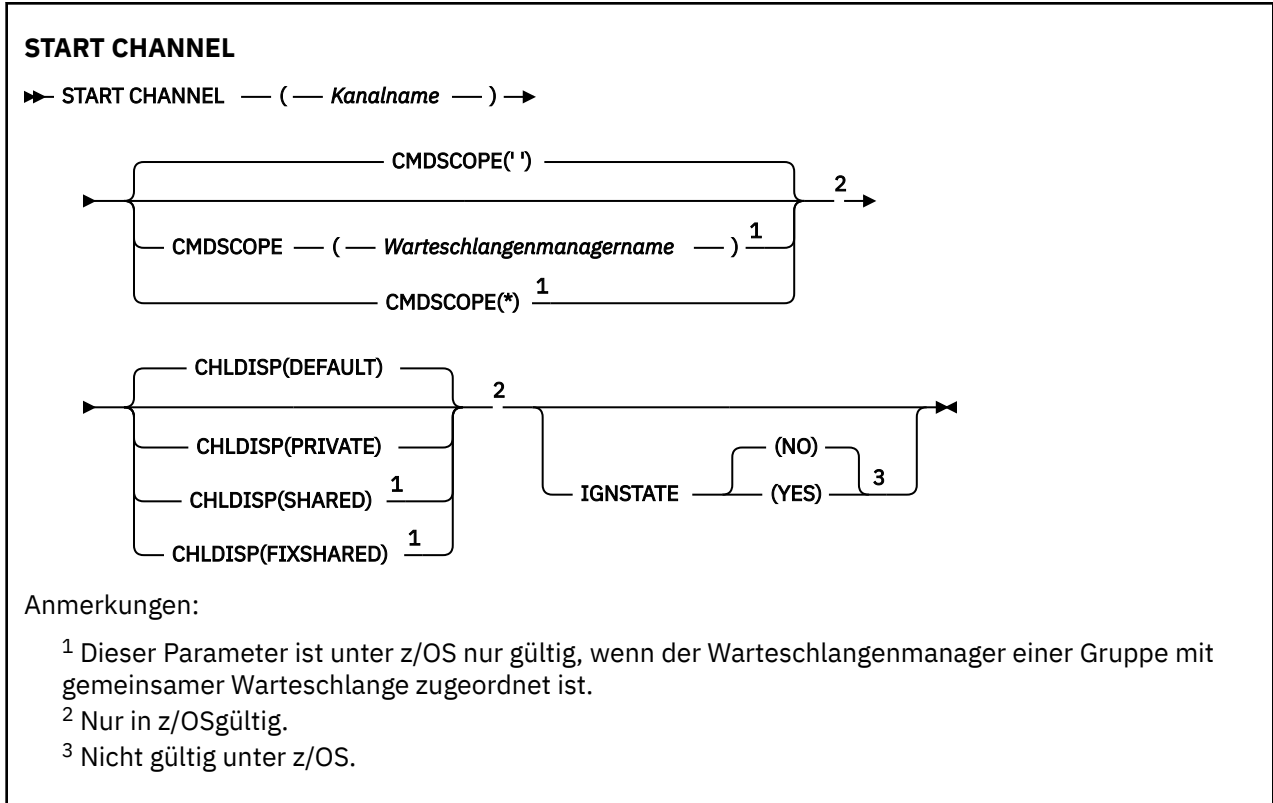 START CHANNEL
START CHANNEL ( Kanalname )
CMDSCOPE(' ')
2
CMDSCOPE ( Warteschlangenmanagername ) 1
CMDSCOPE(*) 1
CHLDISP(DEFAULT)
2
CHLDISP(PRIVATE)
(NO)
CHLDISP(SHARED) 1
IGNSTATE (YES) 3
CHLDISP(FIXSHARED) 1
Anmerkungen:
1 Dieser Parameter ist unter z/OS nur gültig, wenn der Warteschlangenmanager einer Gruppe mit
gemeinsamer Warteschlange zugeordnet ist.
2 Nur in z/OSgültig.
3 Nicht gültig unter z/OS.